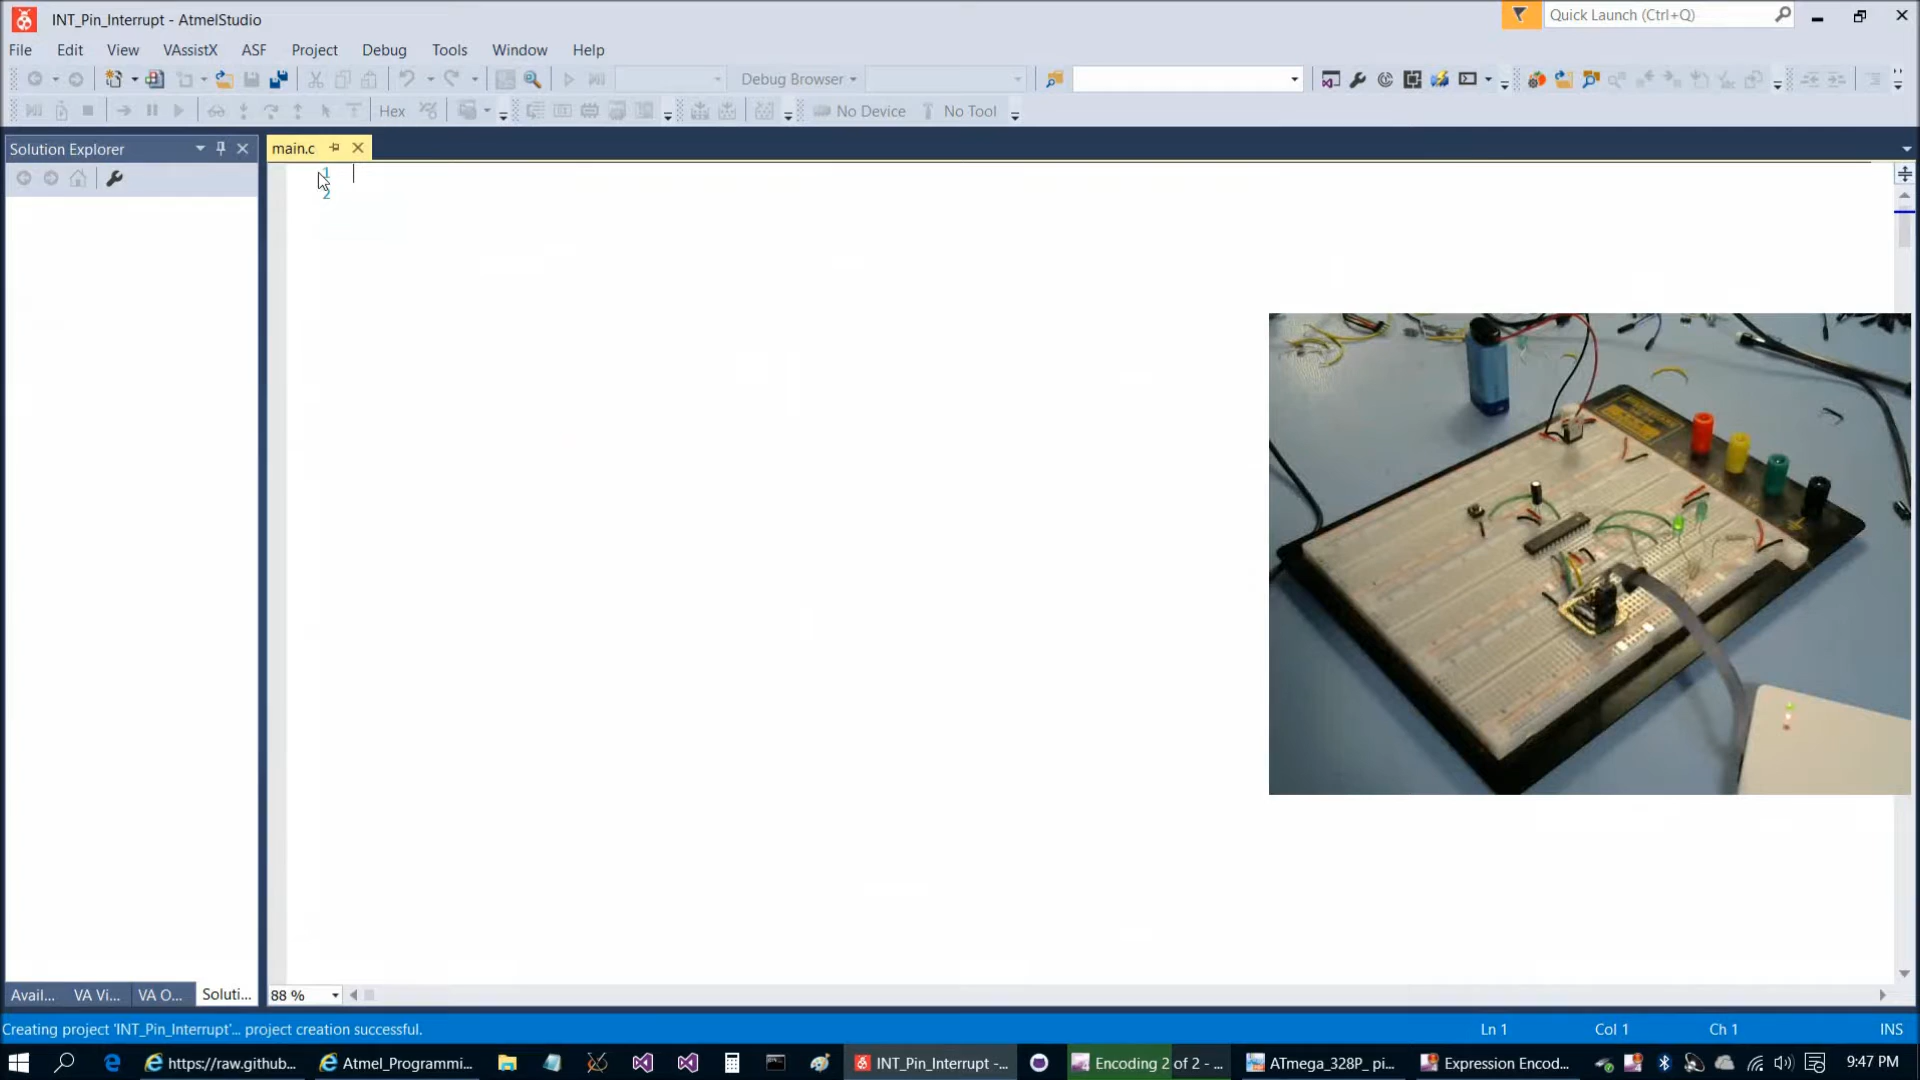 INT_Pin_Interrupt - AtmelStudio
Quick Launch (Ctrl+Q)
File Edit View VAssistX ASF Project Debug Tools Window Help
Debug Browser
Hex
No Device
No Tool
Solution Explorer
main.c
1
2
Avail... VA Vi... VA O... Soluti...
88 %
Creating project 'INT_Pin_Interrupt'... project creation successful.
Ln 1
Col 1
Ch 1
INS
https://raw.github...
Atmel_Programmi...
INT_Pin_Interrupt -...
Encoding 2 of 2 - ...
ATmega_328P_ pi...
Expression Encod...
9:47 PM